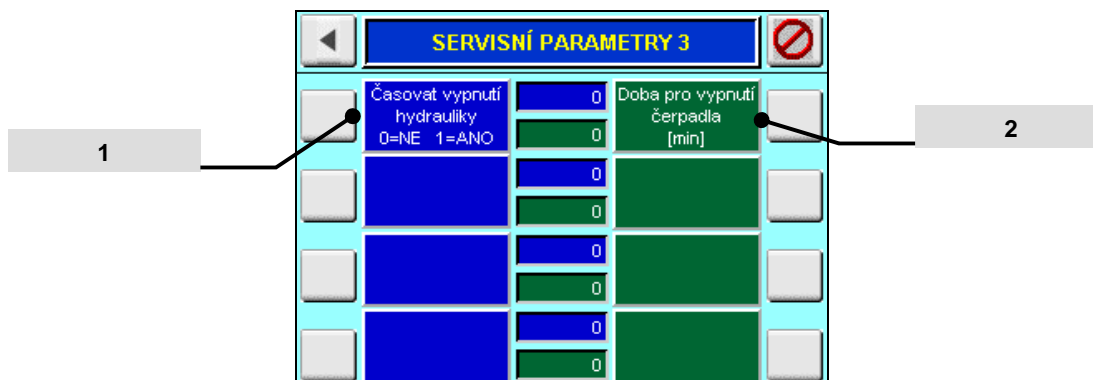 SERVISNÍ PARAMETRY 3
Časovat vypnutí
hydrauliky
0=NE 1=ANO
0
0
Doba pro vypnutí
čerpadla
[min]
1
2
0
0
0
0
0
0